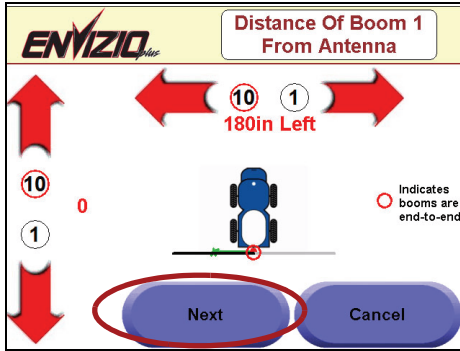 ENVIZIO plus
Distance Of Boom 1
From Antenna
10 1
180in Left
10
0
1
Indicates
booms are
end-to-end
Next
Cancel